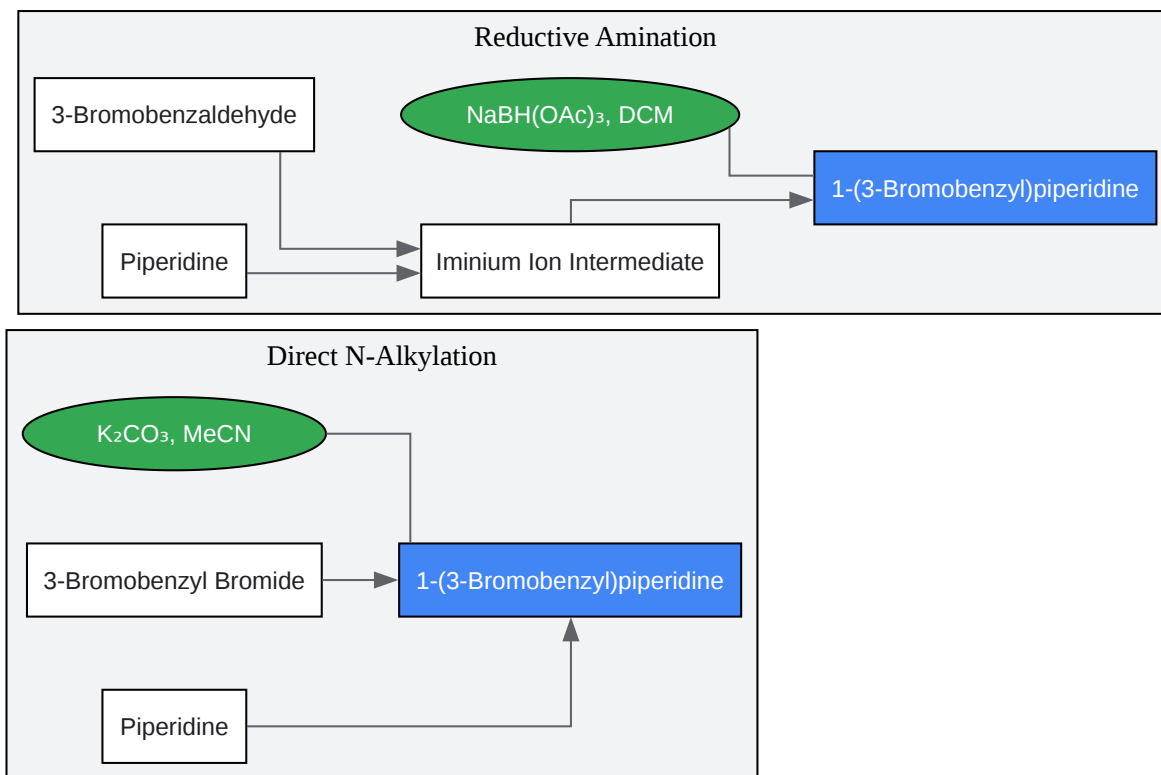 Reductive Amination
3-Bromobenzaldehyde
NaBH(OAc)₃, DCM
1-(3-Bromobenzyl)piperidine
Piperidine
Iminium Ion Intermediate
Direct N-Alkylation
K₂CO₃, MeCN
3-Bromobenzyl Bromide
1-(3-Bromobenzyl)piperidine
Piperidine